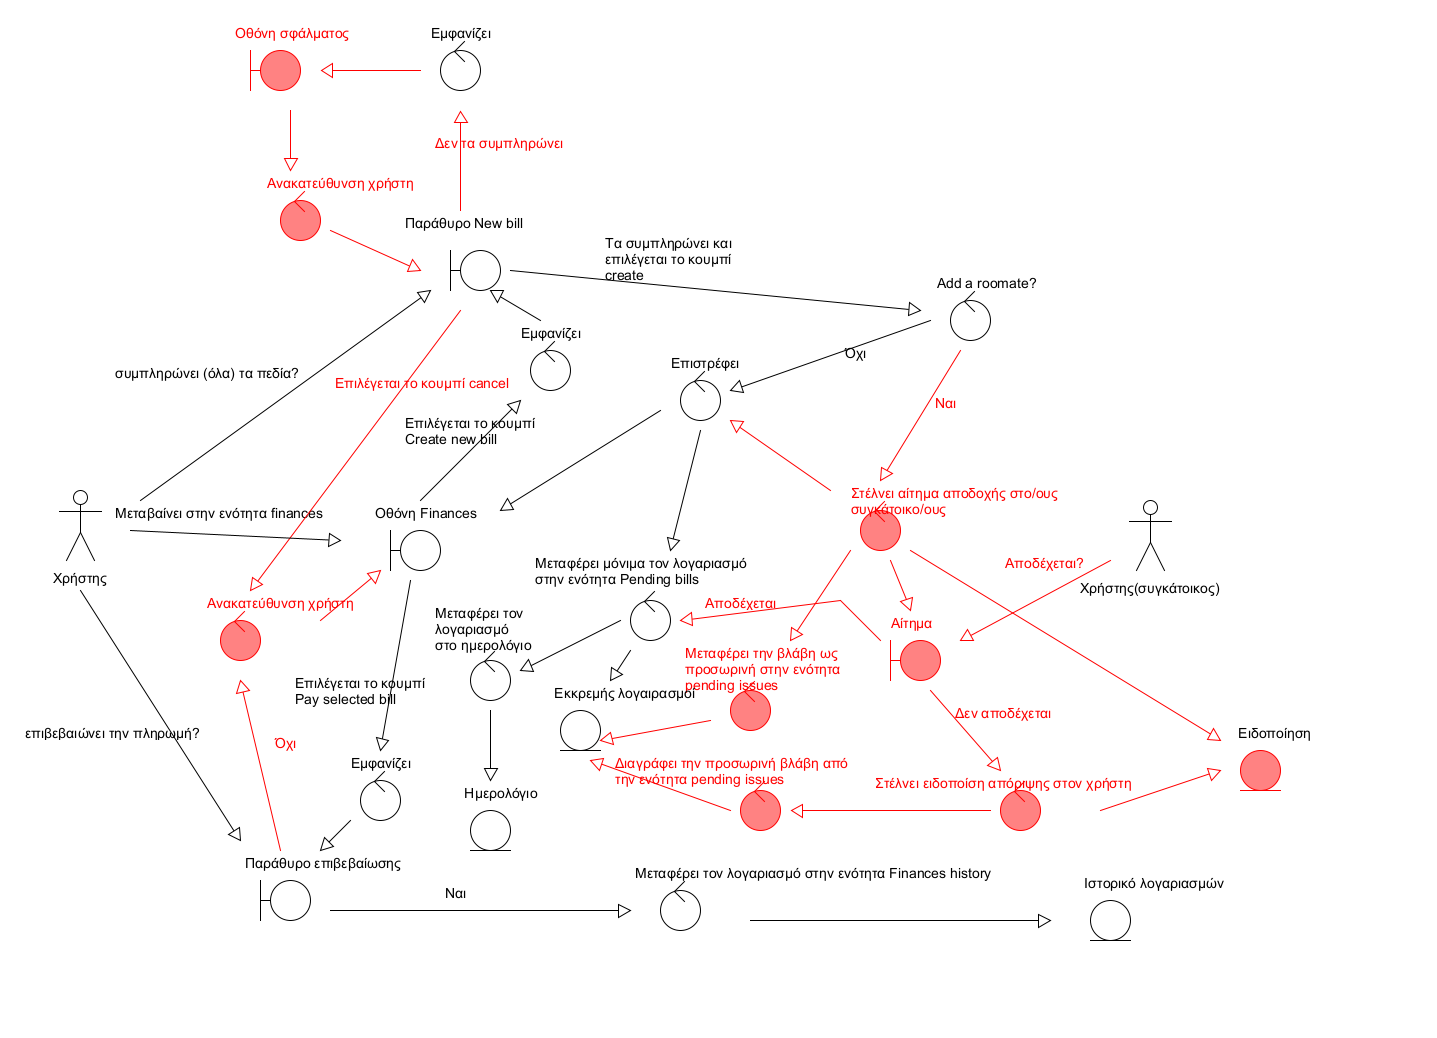 Οθόνη σφάλματος
Εμφανίζει
Δεν τα συμπληρώνει
Ανακατεύθυνση χρήστη
Παράθυρο New bill
Τα συμπληρώνει και
επιλέγεται το κουμπί
create
Add a roomate?
Εμφανίζει
Όχι
Επιστρέφει
συμπληρώνει (όλα) τα πεδία?
Επιλέγεται το κουμπί cancel
Ναι
Επιλέγεται το κουμπί
Create new bill
Στέλνει αίτημα αποδοχής στο/ους
συγκάτοικο/ους
Μεταβαίνει στην ενότητα finances
Οθόνη Finances
Χρήστης
Μεταφέρει μόνιμα τον λογαριασμό
στην ενότητα Pending bills
Αποδέχεται?
Χρήστης(συγκάτοικος)
Ανακατεύθυνση χρήστη
Αποδέχεται
Μεταφέρει τον
λογαριασμό
στο ημερολόγιο
Αίτημα
Μεταφέρει την βλάβη ως
προσωρινή στην ενότητα
pending issues
Επιλέγεται το κουμπί
Pay selected bill
Εκκρεμής λογαιρασμοί
Δεν αποδέχεται
επιβεβαιώνει την πληρωμή?
Όχι
Ειδοποίηση
Εμφανίζει
Διαγράφει την προσωρινή βλάβη από
την ενότητα pending issues
Στέλνει ειδοποίση απόρψης στον χρήστη
Ημερολόγιο
Παράθυρο επιβεβαίωσης
Ναι
Μεταφέρει τον λογαριασμό στην ενότητα Finances history
Ιστορικό λογαριασμών